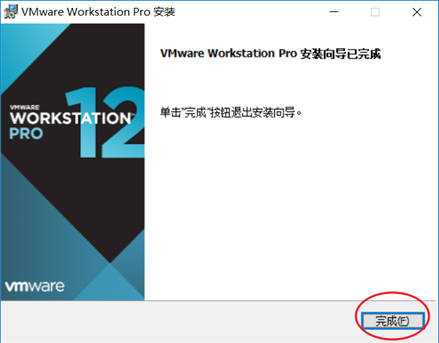 VMware Workstation Pro 安装
VMWARE
WORKSTATION™
PRO
12
VMware Workstation Pro 安装向导已完成
单击"完成"按钮退出安装向导。
vmware
完成(F)